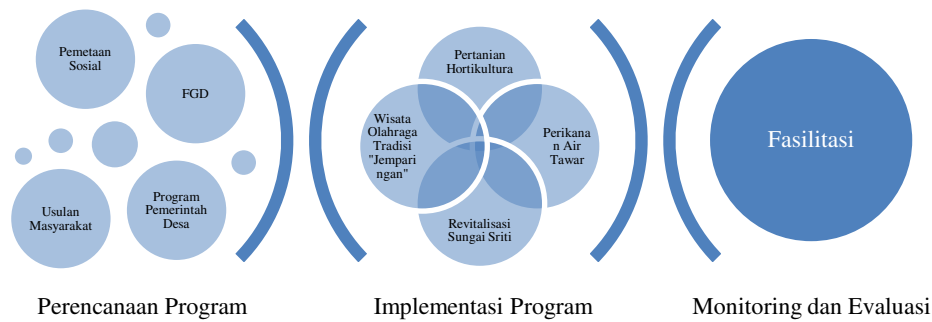 Pemetaan
Sosial
FGD
Usulan
Masyarakat
Program
Pemerintah
Desa
Perencanaan Program
Pertanian
Hortikultura
Wisata
Olahraga
Tradisi
"Jempari
ngan"
Perikana
n Air
Tawar
Revitalisasi
Sungai Sriti
Implementasi Program
Fasilitasi
Monitoring dan Evaluasi